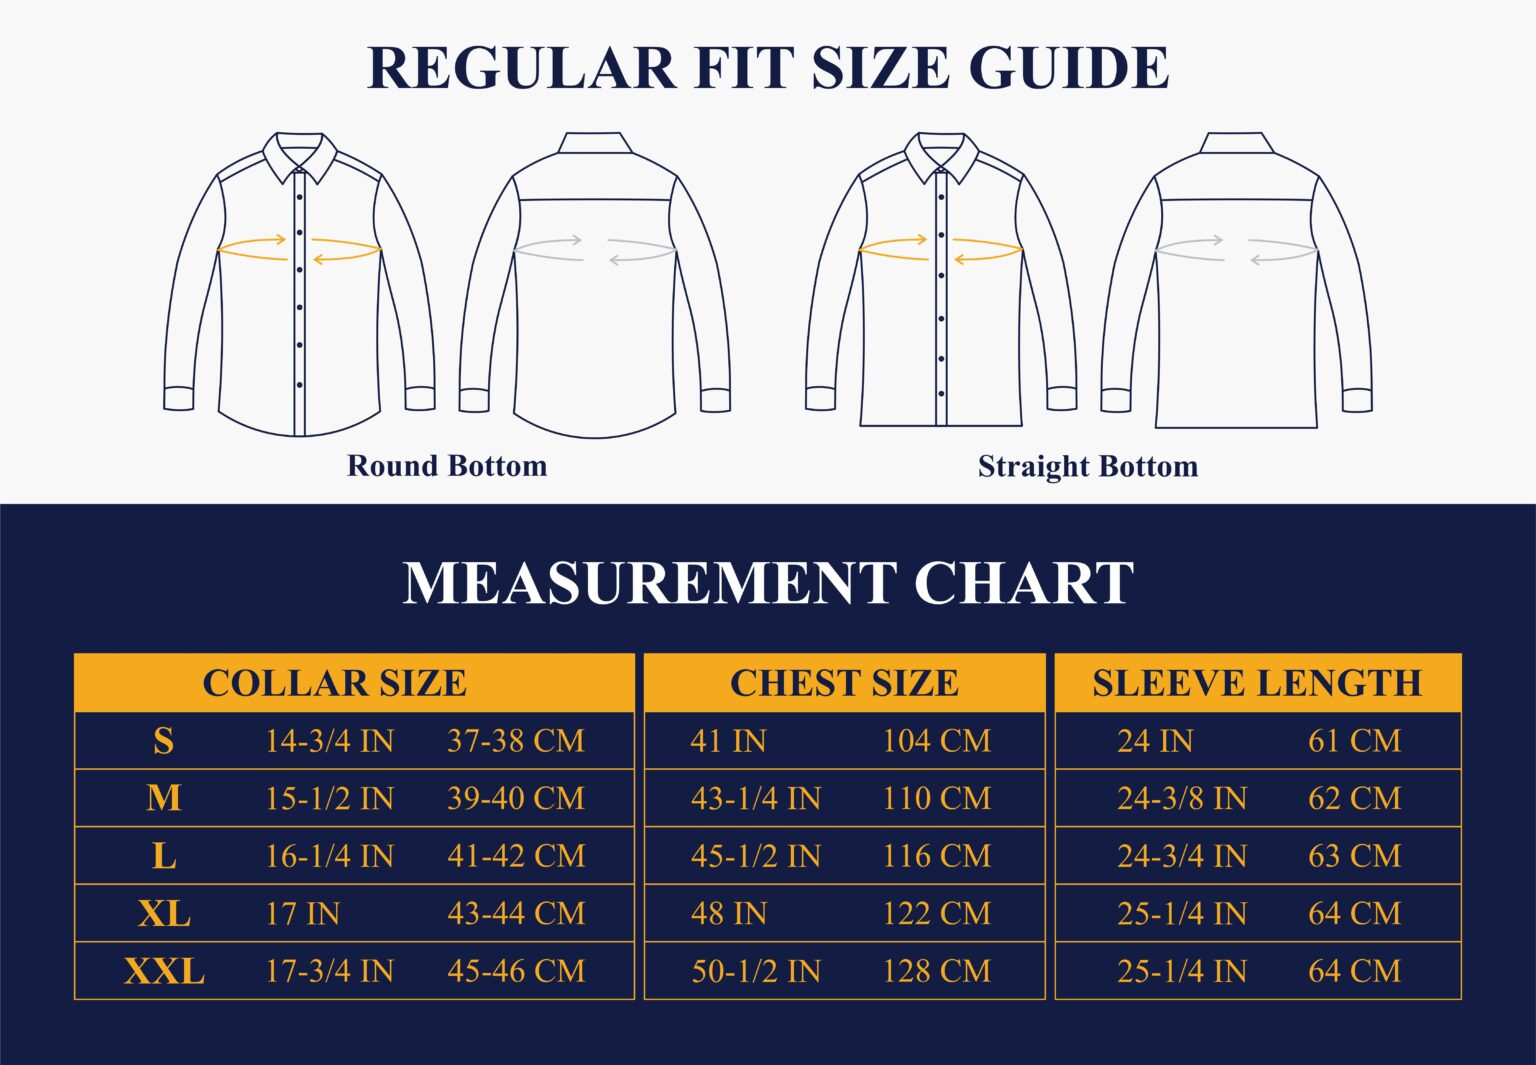 REGULAR FIT SIZE GUIDE
Round Bottom
Straight Bottom
MEASUREMENT CHART
COLLAR SIZE CHEST SIZE SLEEVE LENGTH
S 14-3/4 IN 37-38 CM 41 IN 104 CM 24 IN 61 CM
M 15-1/2 IN 39-40 CM 43-1/4 IN 110 CM 24-3/8 IN 62 CM
L 16-1/4 IN 41-42 CM 45-1/2 IN 116 CM 24-3/4 IN 63 CM
XL 17 IN 43-44 CM 48 IN 122 CM 25-1/4 IN 64 CM
XXL 17-3/4 IN 45-46 CM 50-1/2 IN 128 CM 25-1/4 IN 64 CM